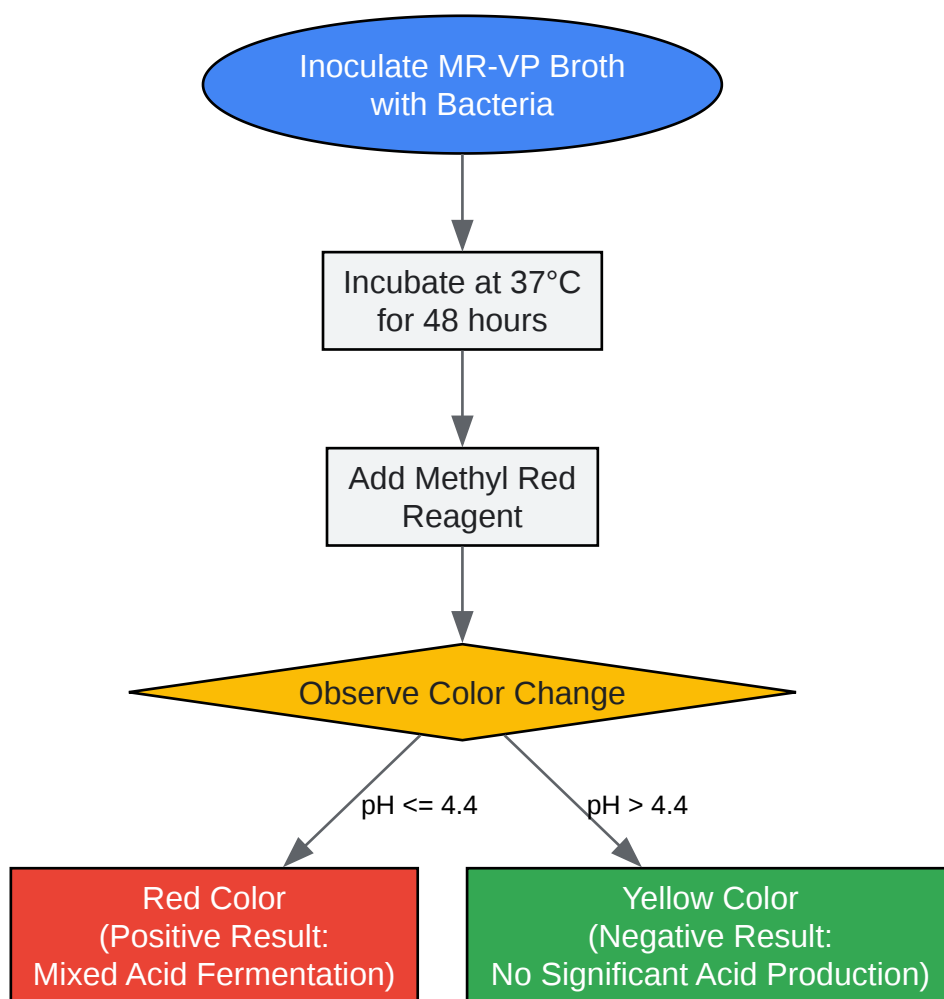 Inoculate MR-VP Broth
with Bacteria
Incubate at 37°C
for 48 hours
Add Methyl Red
Reagent
Observe Color Change
pH <= 4.4
pH > 4.4
Red Color
(Positive Result:
Mixed Acid Fermentation)
Yellow Color
(Negative Result:
No Significant Acid Production)